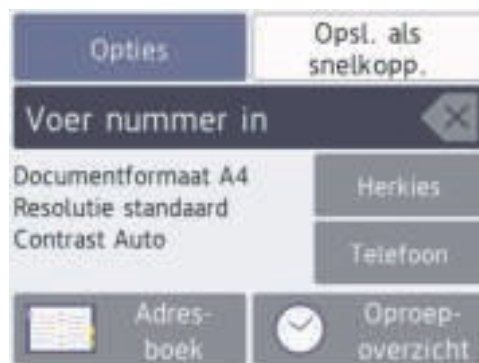 Opties
Opsl. als
snelkopp.
Voer nummer in
Documentformaat A4
Resolutie standaard
Contrast Auto
Herkies
Telefoon
Adres-
boek
Oproep-
overzicht